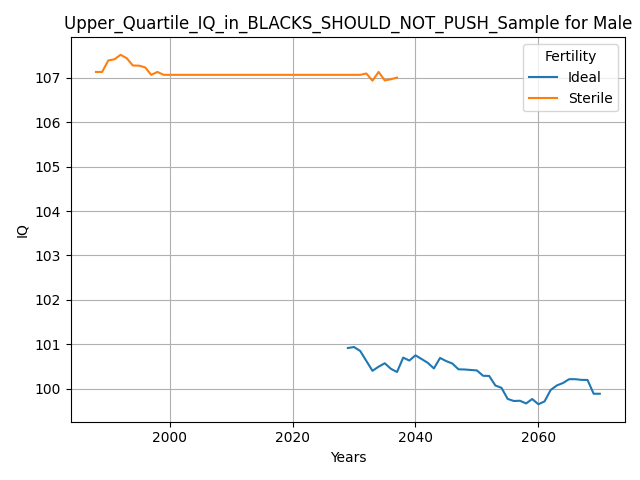 Upper_Quartile_IQ_in_BLACKS_SHOULD_NOT_PUSH_Sample for Male
Fertility
Ideal
Sterile
IQ
107
106
105
104
103
102
101
100
2000
2020
2040
2060
Years